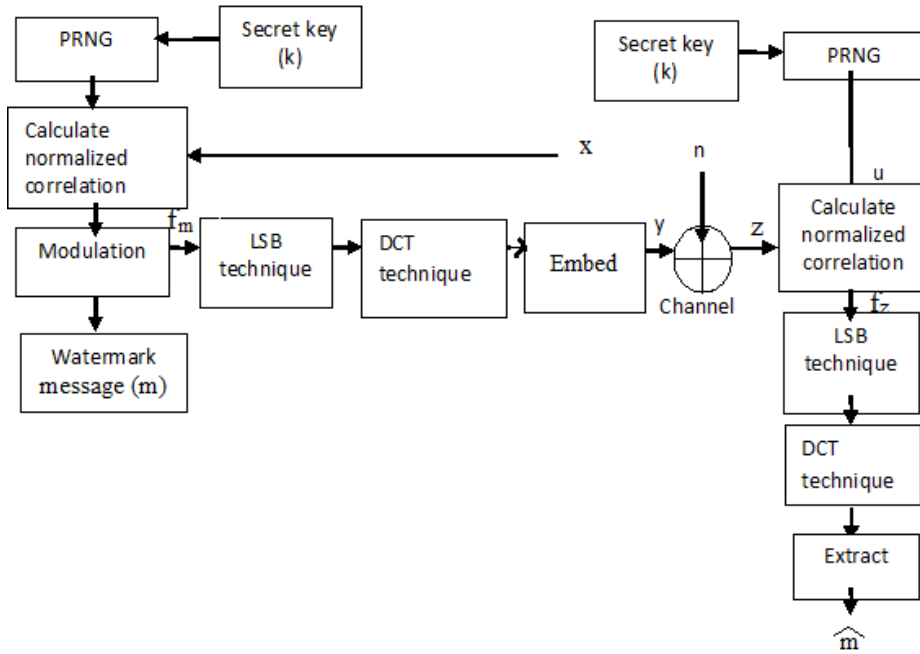 PRNG
Secret key
(k)
Calculate
normalized
correlation
x
Modulation
fm
LSB
technique
DCT
technique
Embed
y
n
Channel
z
Watermark
message (m)
Secret key
(k)
PRNG
u
Calculate
normalized
correlation
fz
LSB
technique
DCT
technique
Extract
m̂